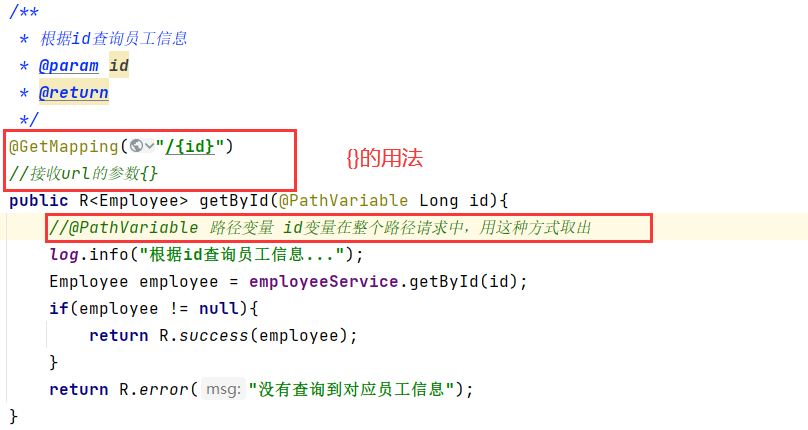 /**
 * 根据id查询员工信息
 * @param id
 * @return
 */
@GetMapping("/{id}")
{}的用法
//接收url的参数{}
public R<Employee> getById(@PathVariable Long id){
    //@PathVariable 路径变量 id变量在整个路径请求中，用这种方式取出
    log.info("根据id查询员工信息...");
    Employee employee = employeeService.getById(id);
    if(employee != null){
        return R.success(employee);
    }
    return R.error( msg: "没有查询到对应员工信息");
}